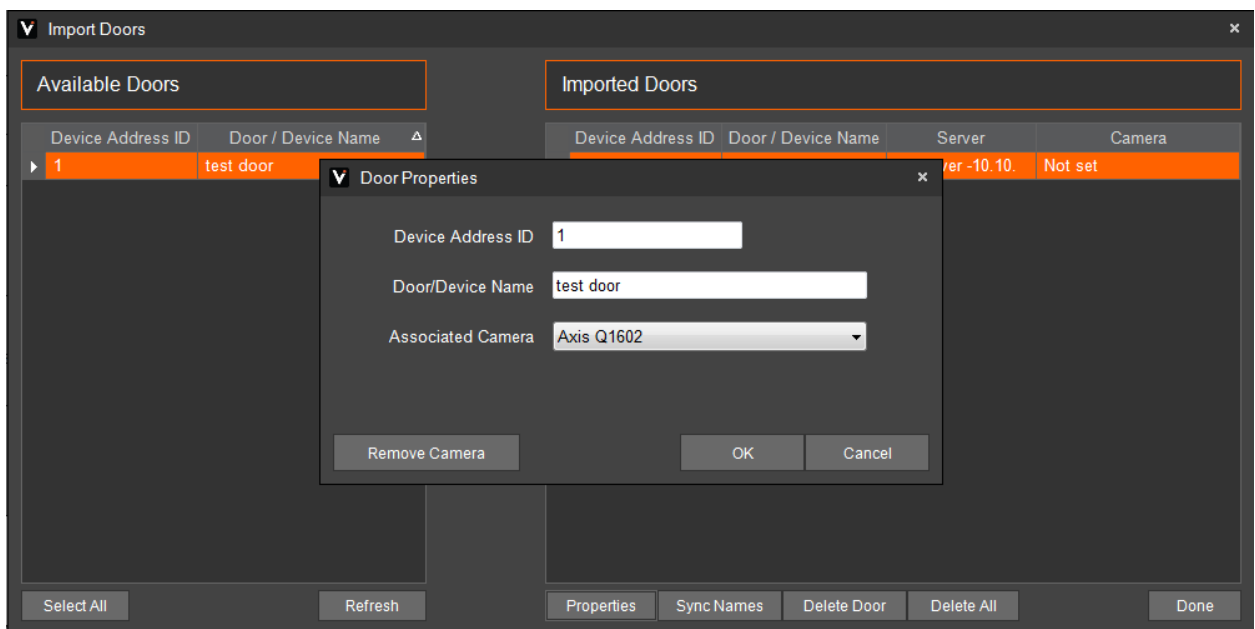 Import Doors
Available Doors
Imported Doors
Device Address ID Door / Device Name
Device Address ID Door / Device Name Server Camera
1 test door
ver -10.10. Not set
Door Properties
Device Address ID 1
Door/Device Name test door
Associated Camera Axis Q1602
Remove Camera OK Cancel
Select All Refresh
Properties Sync Names Delete Door Delete All Done